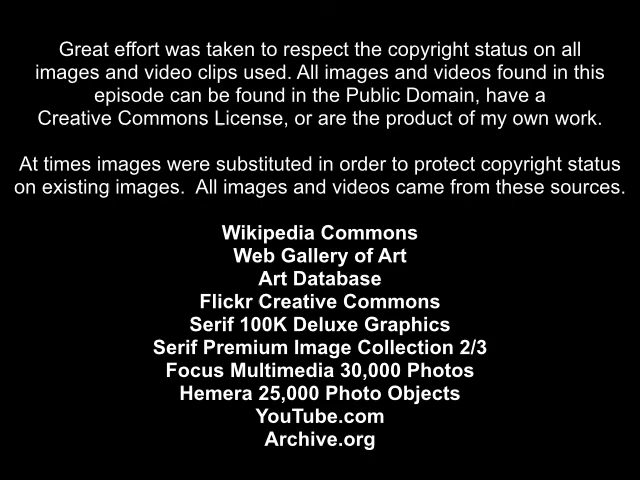 Great effort was taken to respect the copyright status on all
images and video clips used. All images and videos found in this
episode can be found in the Public Domain, have a
Creative Commons License, or are the product of my own work.
At times images were substituted in order to protect copyright status
on existing images.  All images and videos came from these sources.
Wikipedia Commons
Web Gallery of Art
Art Database
Flickr Creative Commons
Serif 100K Deluxe Graphics
Serif Premium Image Collection 2/3
Focus Multimedia 30,000 Photos
Hemera 25,000 Photo Objects
YouTube.com
Archive.org